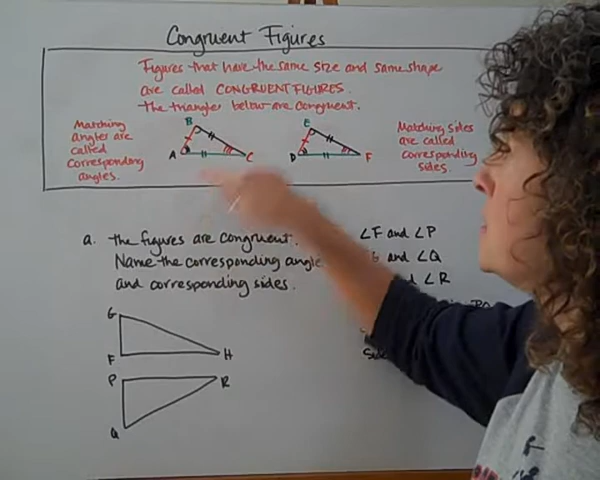 Congruent Figures
Figures that have the same size and same shape
are called CONGRUENT FIGURES.
The triangles below are congruent.
Matching
angles are
called
corresponding
angles.
B
A
C
E
D
F
Matching sides
are called
corresponding
sides.
a. the figures are congruent.
Name the corresponding angle
and corresponding sides.
G
F
H
P
R
Q
∠F and ∠P
and ∠Q
∠R